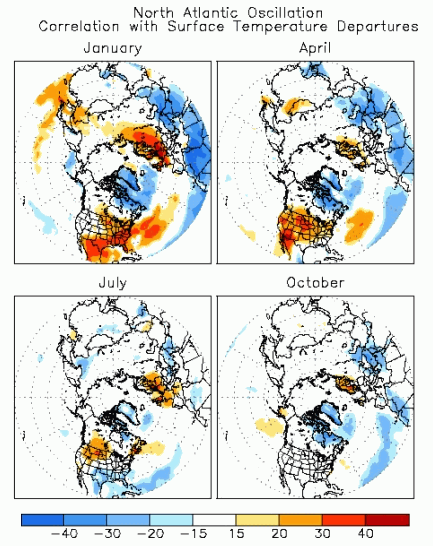 North Atlantic Oscillation
Correlation with Surface Temperature Departures
January
April
July
October
-40 -30 -20 -15 15 20 30 40